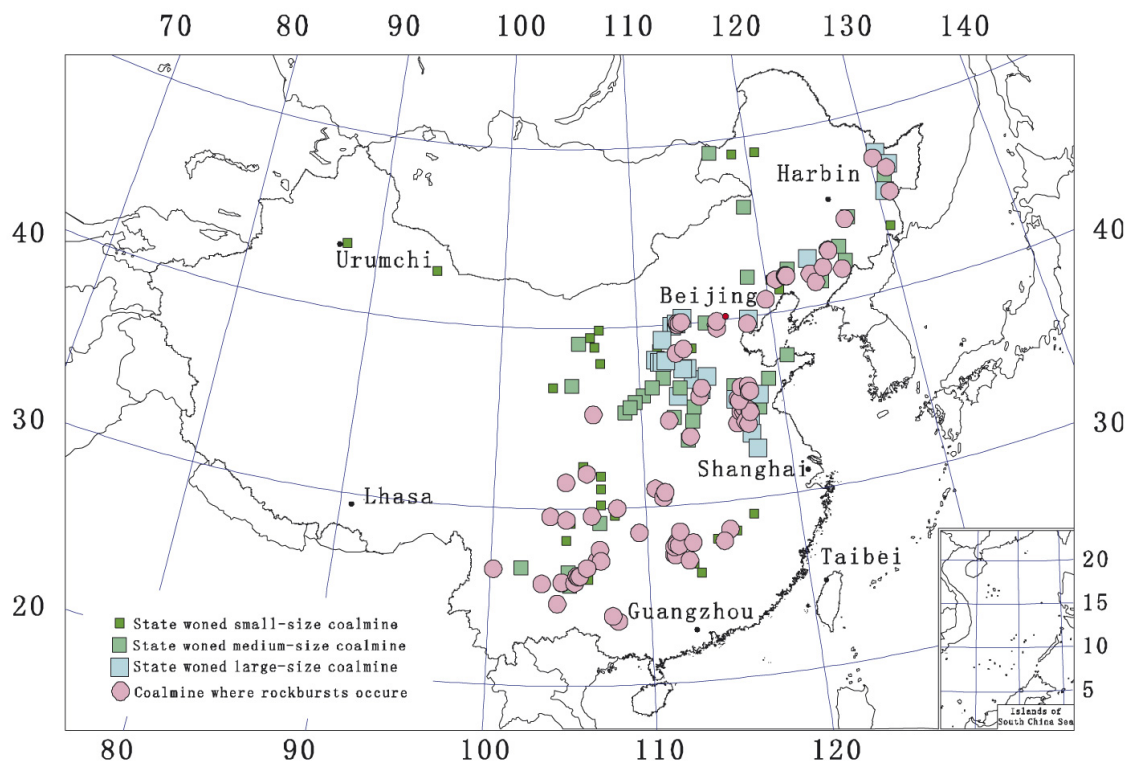 70 80 90 100 110 120 130 140
Harbin
40 40
Urumchi
Beijing
30 30
Shanghai
Lhasa
Taibei
20
20
15
Guangzhou
State woned small-size coalmine
State woned medium-size coalmine
10
State woned large-size coalmine
Coalmine where rockbursts occure
5
Islands of
South China Sea
80 90 100 110 120